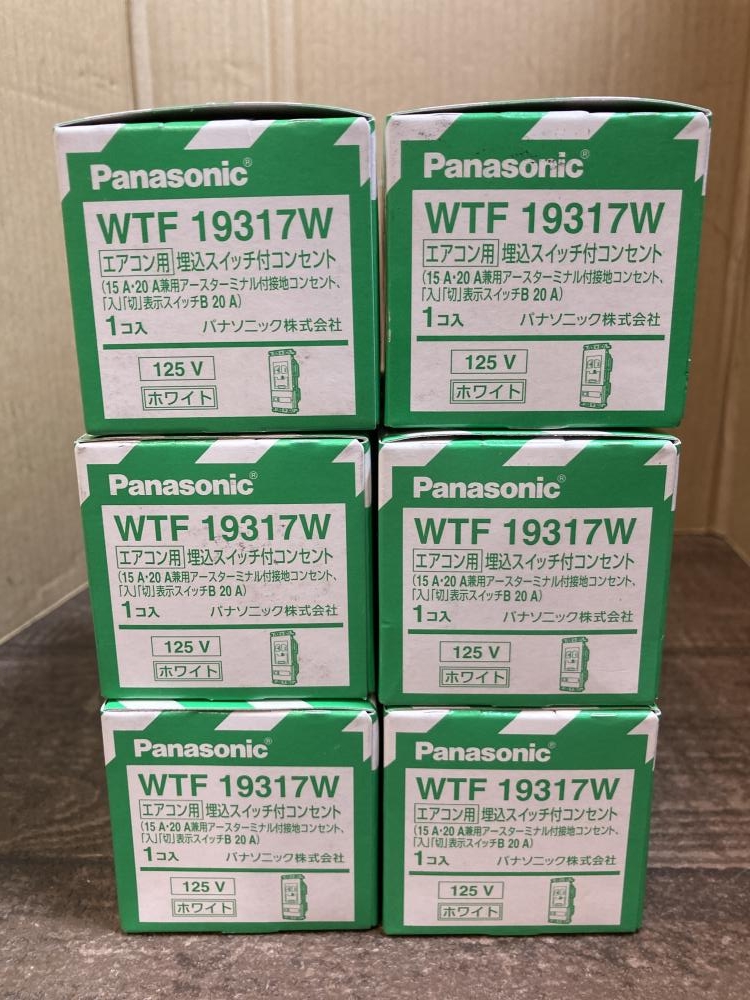 Panasonic®
WTF 19317W
エアコン用 埋込スイッチ付コンセント
(15 A・20 A兼用アースターミナル付接地コンセント、
「入」「切」表示スイッチB 20 A)
1コ入 パナソニック株式会社
125 V
ホワイト
Panasonic®
WTF 19317W
エアコン用 埋込スイッチ付コンセント
(15 A・20 A兼用アースターミナル付接地コンセント、
「入」「切」表示スイッチB 20 A)
1コ入 パナソニック株式会社
125 V
ホワイト
Panasonic®
WTF 19317W
エアコン用 埋込スイッチ付コンセント
(15 A・20 A兼用アースターミナル付接地コンセント、
「入」「切」表示スイッチB 20 A)
1コ入 パナソニック株式会社
125 V
ホワイト
Panasonic®
WTF 19317W
エアコン用 埋込スイッチ付コンセント
(15 A・20 A兼用アースターミナル付接地コンセント、
「入」「切」表示スイッチB 20 A)
1コ入 パナソニック株式会社
125 V
ホワイト
Panasonic®
WTF 19317W
エアコン用 埋込スイッチ付コンセント
(15 A・20 A兼用アースターミナル付接地コンセント、
「入」「切」表示スイッチB 20 A)
1コ入 パナソニック株式会社
125 V
ホワイト
Panasonic®
WTF 19317W
エアコン用 埋込スイッチ付コンセント
(15 A・20 A兼用アースターミナル付接地コンセント、
「入」「切」表示スイッチB 20 A)
1コ入 パナソニック株式会社
125 V
ホワイト